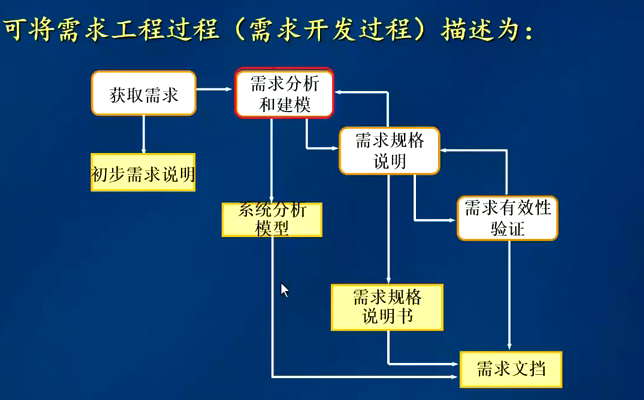 可将需求工程过程（需求开发过程）描述为：
获取需求
需求分析
和建模
需求规格
说明
初步需求说明
系统分析
模型
需求有效性
验证
需求规格
说明书
需求文挡